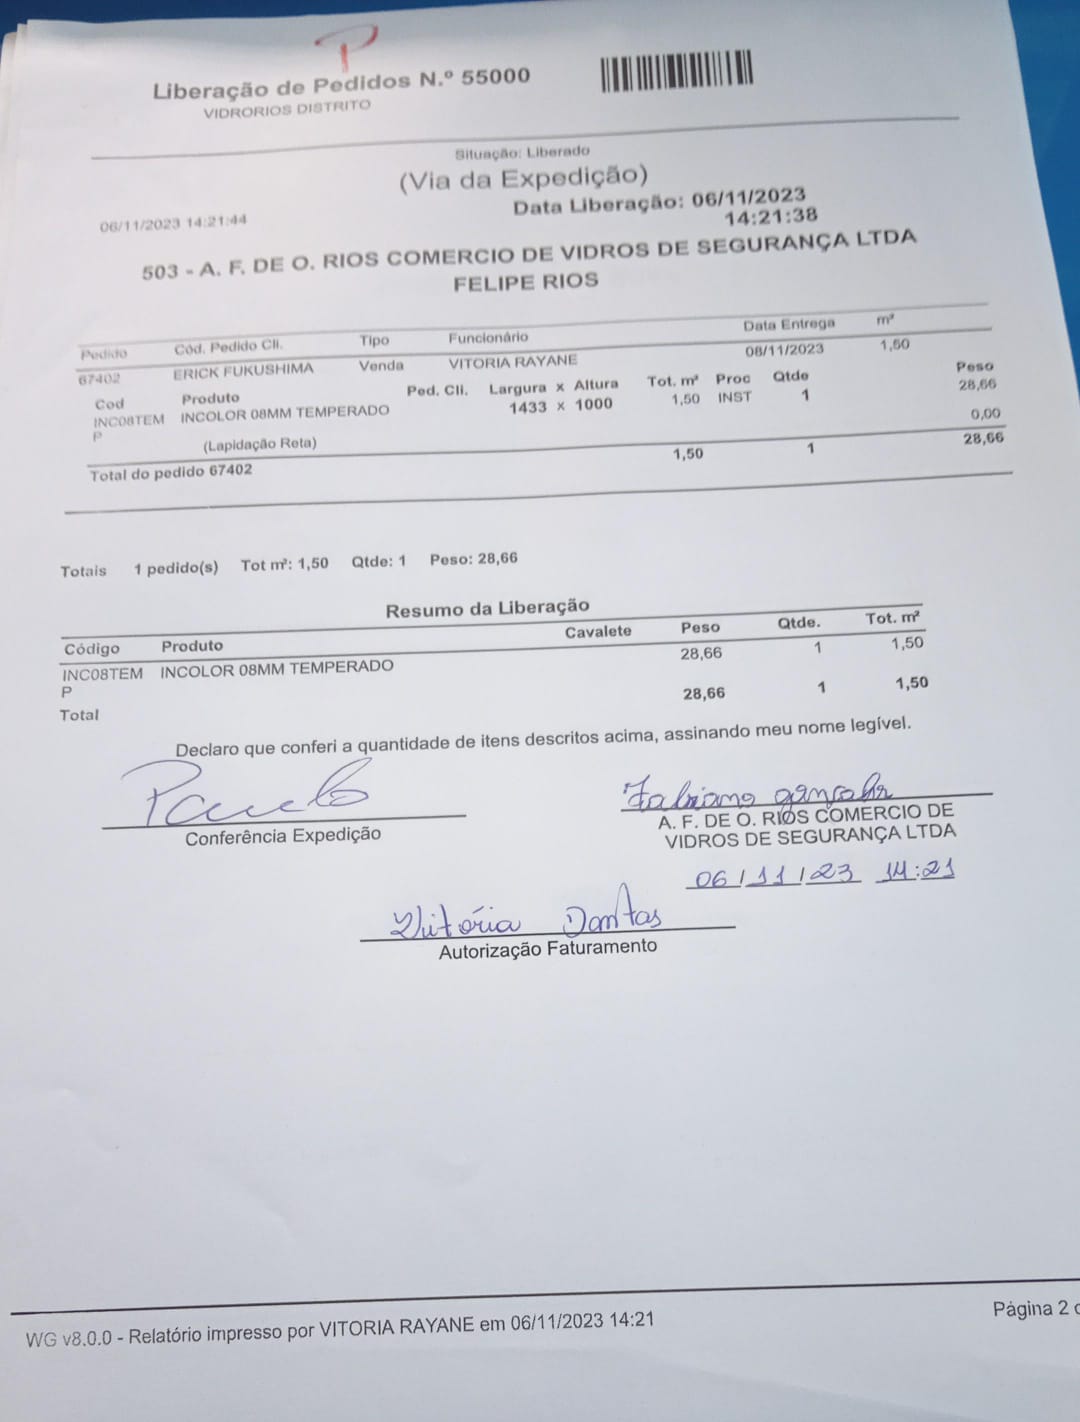 P
Liberação de Pedidos N.º 55000
VIDRORIOS DISTRITO
Situação: Liberado
(Via da Expedição)
06/11/2023 14:21:44
Data Liberação: 06/11/2023
14:21:38
503 - A. F. DE O. RIOS COMERCIO DE VIDROS DE SEGURANÇA LTDA
FELIPE RIOS
Pedido Cód. Pedido Cli. Tipo Funcionário Data Entrega m²
67402 ERICK FUKUSHIMA Venda VITORIA RAYANE 08/11/2023 1,50
Cod Produto Ped. Cli. Largura x Altura Tot. m² Proc Qtde Peso
INC08TEM INCOLOR 08MM TEMPERADO 1433 x 1000 1,50 INST 1 28,66
P
(Lapidação Reta) 0,00
Total do pedido 67402 1,50 1 28,66
Totais 1 pedido(s) Tot m²: 1,50 Qtde: 1 Peso: 28,66
Resumo da Liberação
Código Produto Cavalete Peso Qtde. Tot. m²
INC08TEM INCOLOR 08MM TEMPERADO 28,66 1 1,50
P
Total 28,66 1 1,50
Declaro que conferi a quantidade de itens descritos acima, assinando meu nome legível.
Paulo Fabiano
Conferência Expedição
A. F. DE O. RIOS COMERCIO DE
VIDROS DE SEGURANÇA LTDA
06/11/23 14:21
Vitória Dantas
Autorização Faturamento
WG v8.0.0 - Relatório impresso por VITORIA RAYANE em 06/11/2023 14:21
Página 2